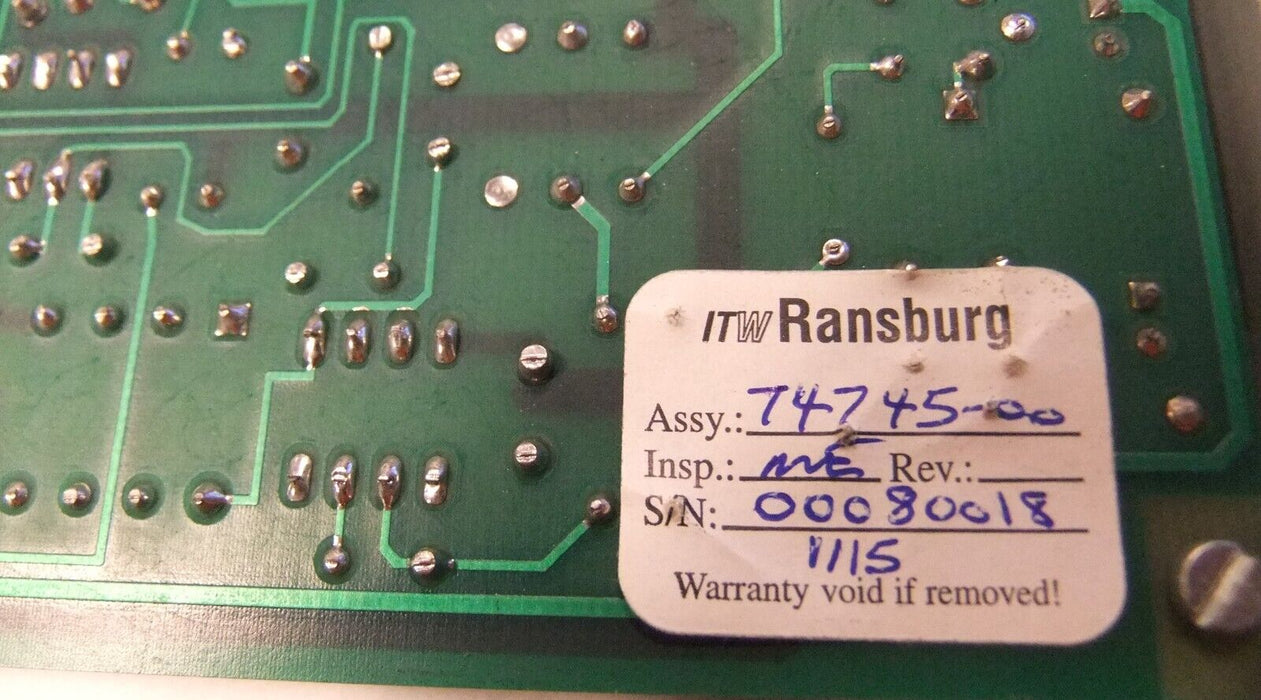 ITW Ransburg
Assy.: 74745-00
Insp.: ME Rev.:
S/N: 00080018
1115
Warranty void if removed!